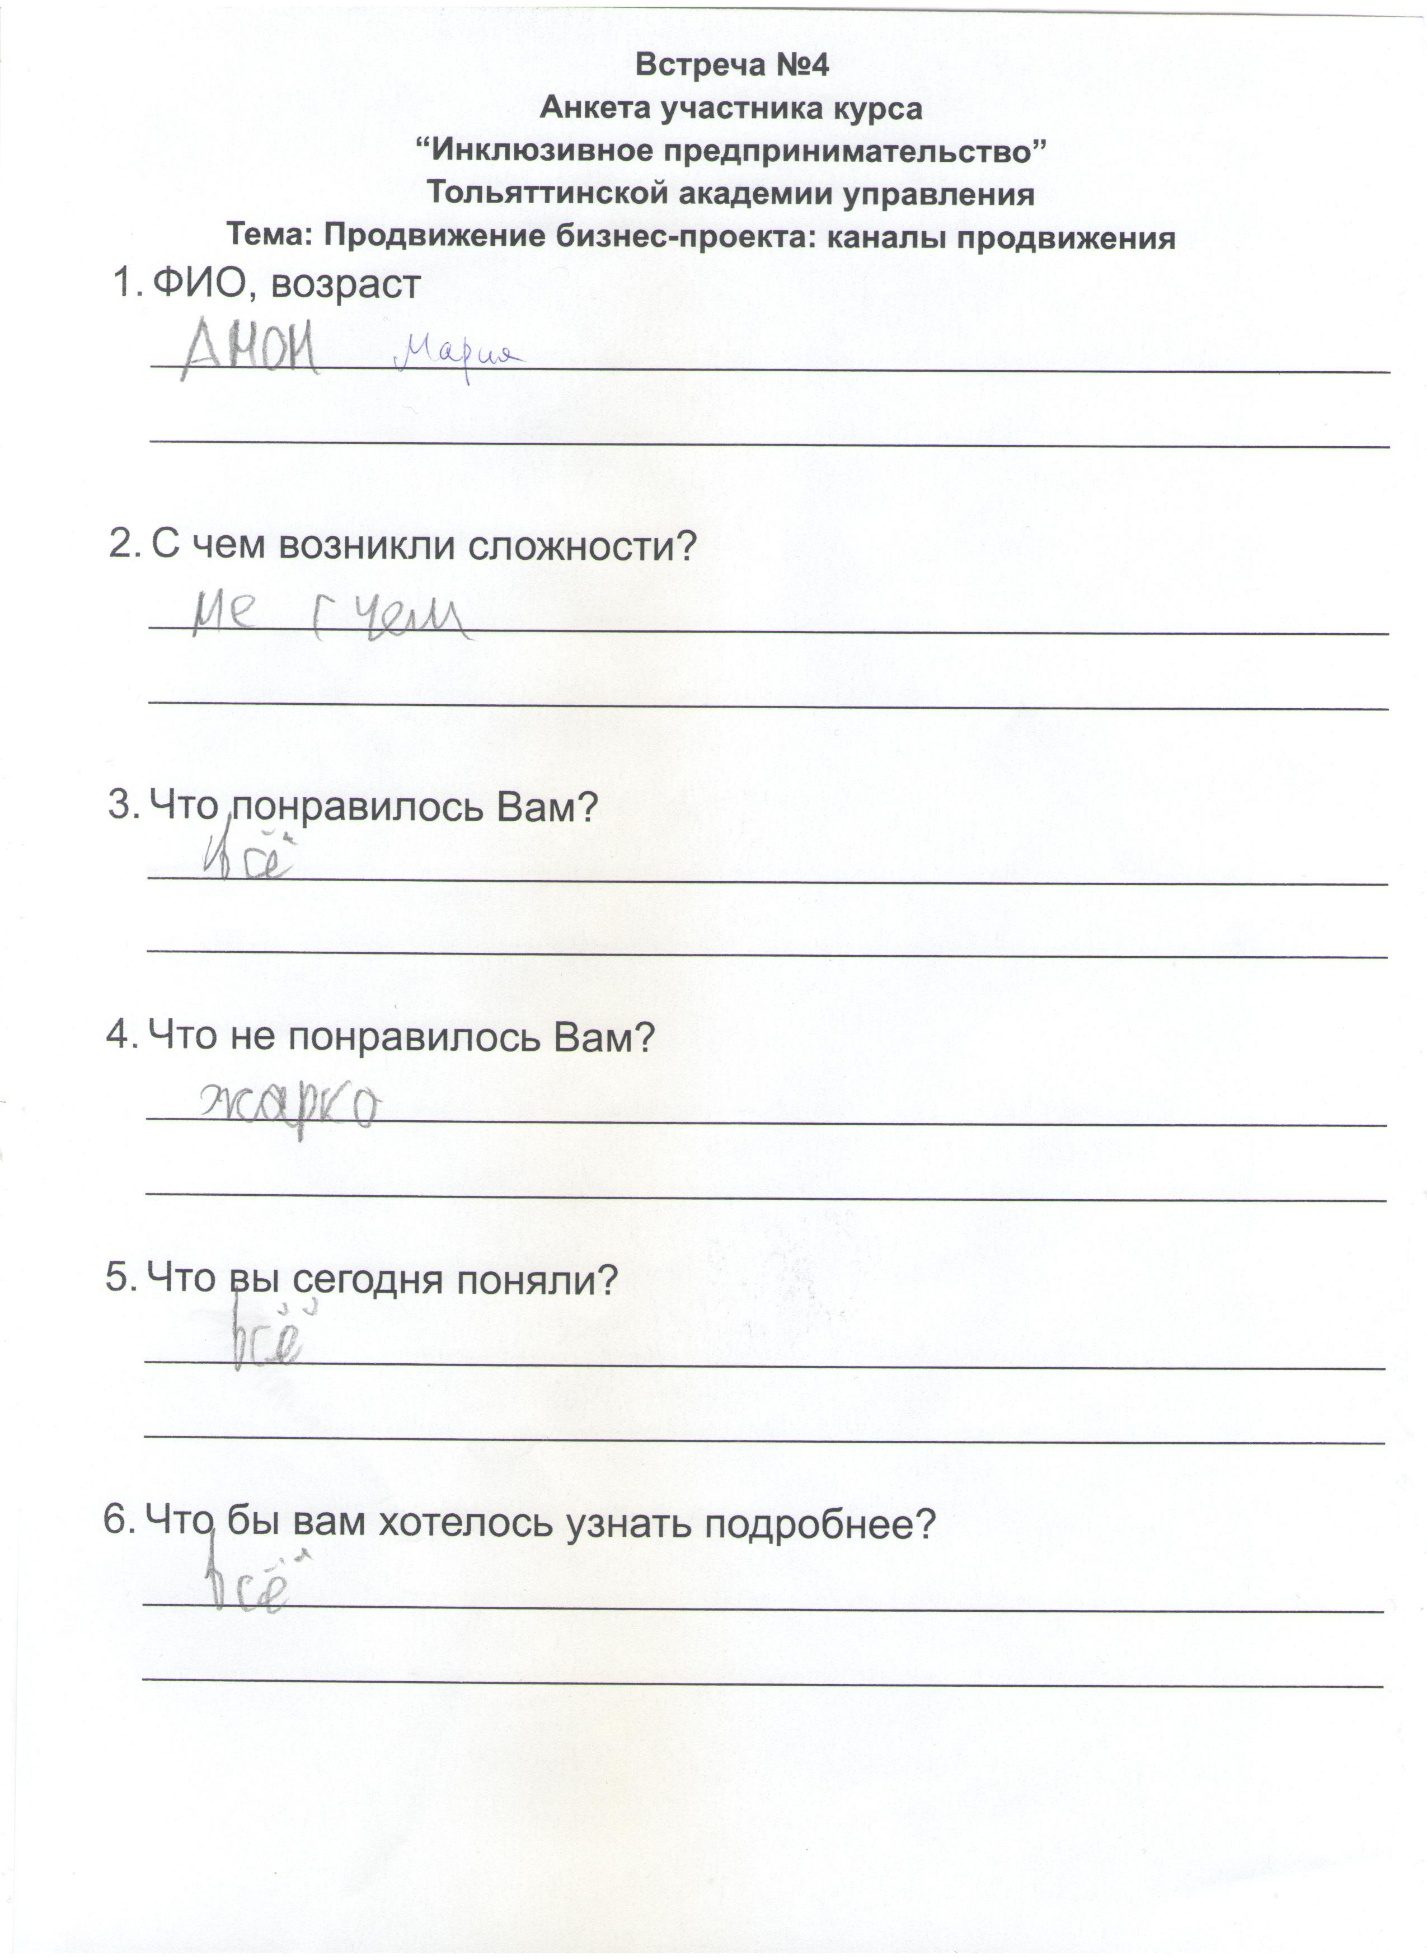 Встреча №4
Анкета участника курса
“Инклюзивное предпринимательство”
Тольяттинской академии управления
Тема: Продвижение бизнес-проекта: каналы продвижения
1. ФИО, возраст
АНОН Мария
2. С чем возникли сложности?
не с чем
3. Что понравилось Вам?
всё
4. Что не понравилось Вам?
жарко
5. Что вы сегодня поняли?
всё
6. Что бы вам хотелось узнать подробнее?
всё